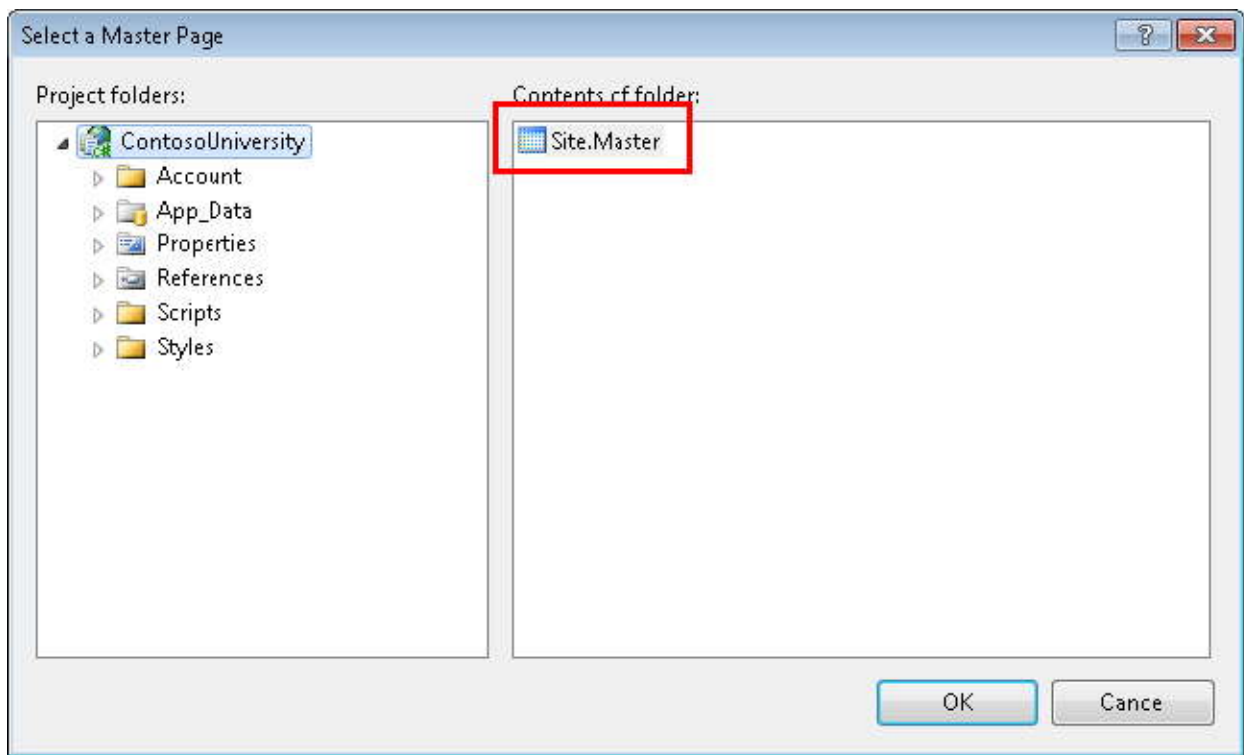 Select a Master Page
Project folders:
Contents cf folder:
ContosoUniversity
Site.Master
Account
App_Data
Properties
References
Scripts
Styles
OK
Cance